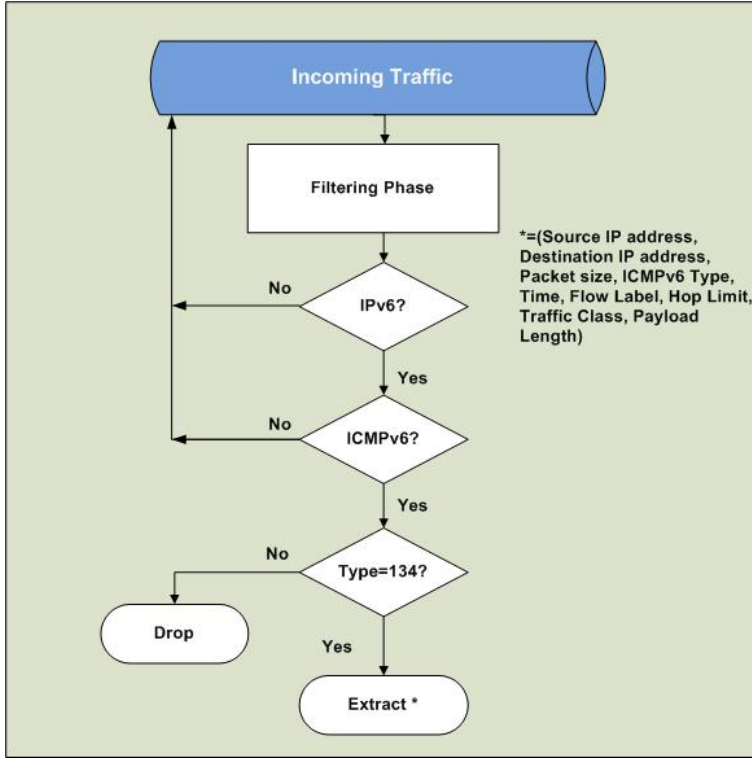 Incoming Traffic
Filtering Phase
*=(Source IP address,
Destination IP address,
Packet size, ICMPv6 Type,
Time, Flow Label, Hop Limit,
Traffic Class, Payload
Length)
No
IPv6?
Yes
No
ICMPv6?
Yes
No
Type=134?
Drop
Yes
Extract *